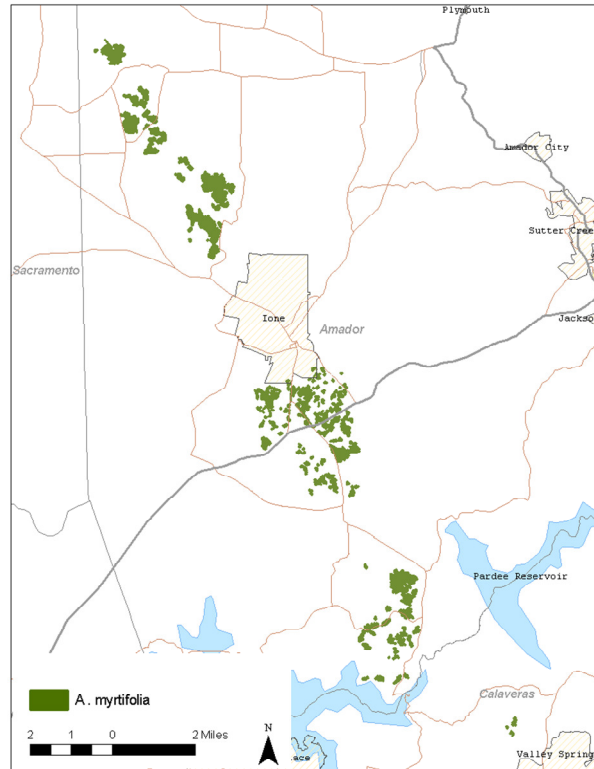 Plymouth
Amador City
Sutter Cree
Sacramento
Ione
Amador
Jackso
Pardee Reservoir
A. myrtifolia
Calaveras
N
2 1 0 2 Miles
ace
Valley Spring